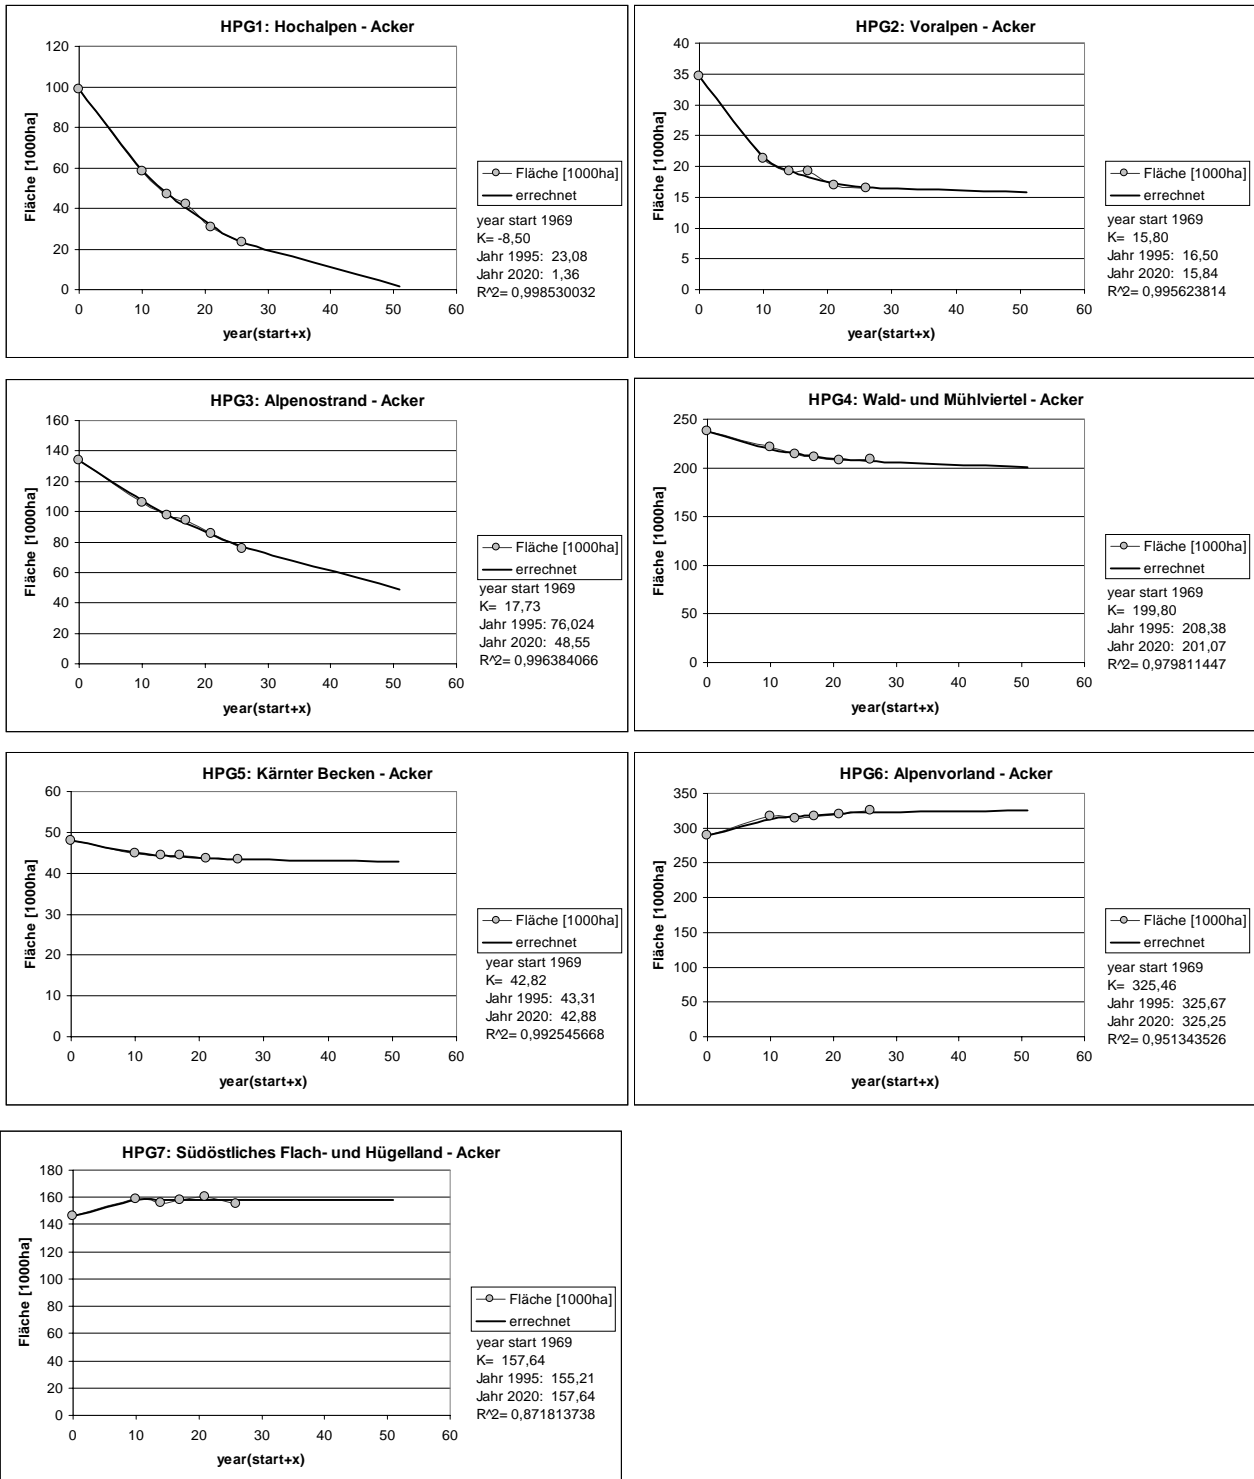 HPG1: Hochalpen - Acker
120
100
80
60
40
20
0
0 10 20 30 40 50 60
Fläche [1000ha]
year(start+x)
Fläche [1000ha]
errechnet
year start 1969
K= -8,50
Jahr 1995: 23,08
Jahr 2020: 1,36
R^2= 0,998530032
HPG2: Voralpen - Acker
40
35
30
25
20
15
10
5
0
0 10 20 30 40 50 60
Fläche [1000ha]
year(start+x)
Fläche [1000ha]
errechnet
year start 1969
K= 15,80
Jahr 1995: 16,50
Jahr 2020: 15,84
R^2= 0,995623814
HPG3: Alpenostrand - Acker
160
140
120
100
80
60
40
20
0
0 10 20 30 40 50 60
Fläche [1000ha]
year(start+x)
Fläche [1000ha]
errechnet
year start 1969
K= 17,73
Jahr 1995: 76,024
Jahr 2020: 48,55
R^2= 0,996384066
HPG4: Wald- und Mühlviertel - Acker
250
200
150
100
50
0
0 10 20 30 40 50 60
Fläche [1000ha]
year(start+x)
Fläche [1000ha]
errechnet
year start 1969
K= 199,80
Jahr 1995: 208,38
Jahr 2020: 201,07
R^2= 0,979811447
HPG5: Kärnter Becken - Acker
60
50
40
30
20
10
0
0 10 20 30 40 50 60
Fläche [1000ha]
year(start+x)
Fläche [1000ha]
errechnet
year start 1969
K= 42,82
Jahr 1995: 43,31
Jahr 2020: 42,88
R^2= 0,992545668
HPG6: Alpenvorland - Acker
350
300
250
200
150
100
50
0
0 10 20 30 40 50 60
Fläche [1000ha]
year(start+x)
Fläche [1000ha]
errechnet
year start 1969
K= 325,46
Jahr 1995: 325,67
Jahr 2020: 325,25
R^2= 0,951343526
HPG7: Südöstliches Flach- und Hügelland - Acker
180
160
140
120
100
80
60
40
20
0
0 10 20 30 40 50 60
Fläche [1000ha]
year(start+x)
Fläche [1000ha]
errechnet
year start 1969
K= 157,64
Jahr 1995: 155,21
Jahr 2020: 157,64
R^2= 0,871813738